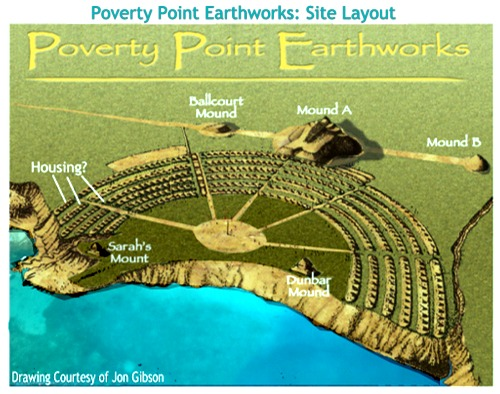 Poverty Point Earthworks: Site Layout
Poverty Point Earthworks
Ballcourt
Mound
Mound A
Mound B
Housing?
Sarah's
Mount
Dunbar
Mound
Drawing Courtesy of Jon Gibson